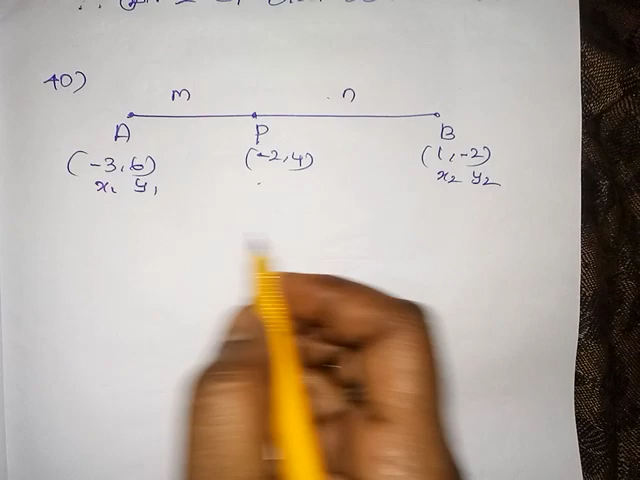 40)
m n
A P B
(-3, 6) (-2, 4) (1, -2)
x₁ y₁ x₂ y₂